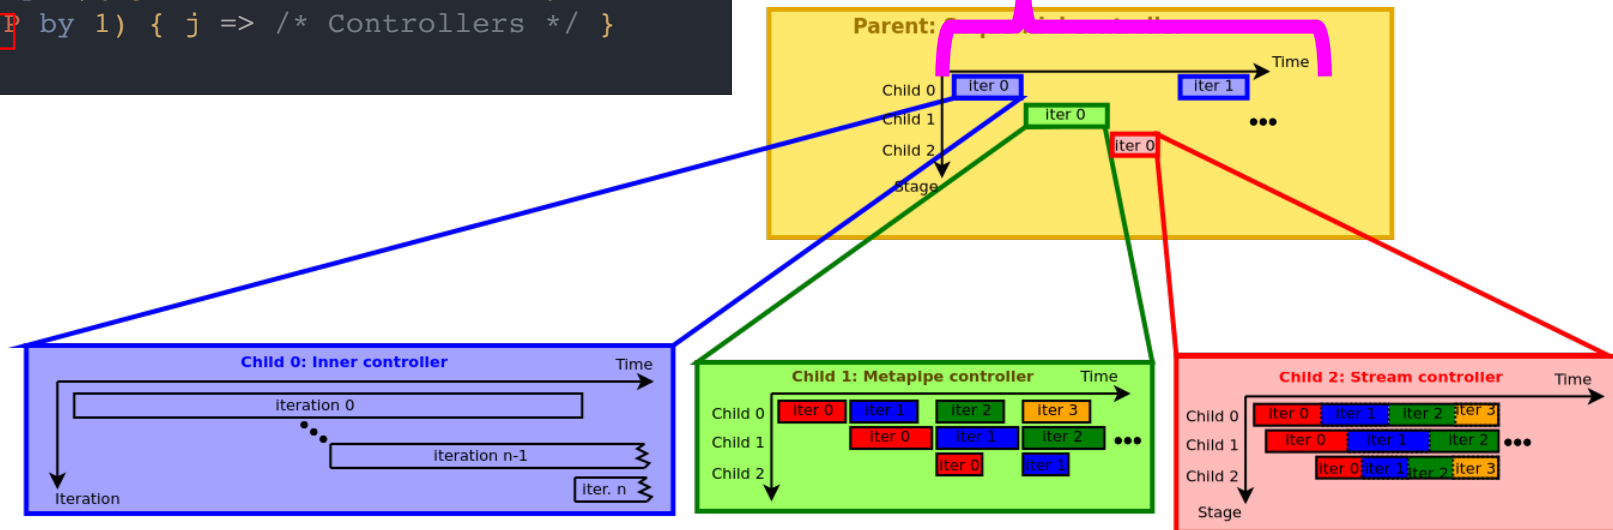 P by 1) { j => /* Controllers */ }
Parent:
Time
Child 0
iter 0
iter 1
Child 1
iter 0
•••
Child 2
iter 0
Stage
Child 0: Inner controller
Time
iteration 0
iteration n-1
iter. n
Iteration
Child 1: Metapipe controller
Time
Child 0
iter 0
iter 1
iter 2
iter 3
Child 1
iter 0
iter 1
iter 2
•••
Child 2
iter 0
iter 1
Child 2: Stream controller
Time
Child 0
iter 0
iter 1
iter 2
iter 3
Child 1
iter 0
iter 1
iter 2
•••
Child 2
iter 0
iter 1
iter 2
iter 3
Stage